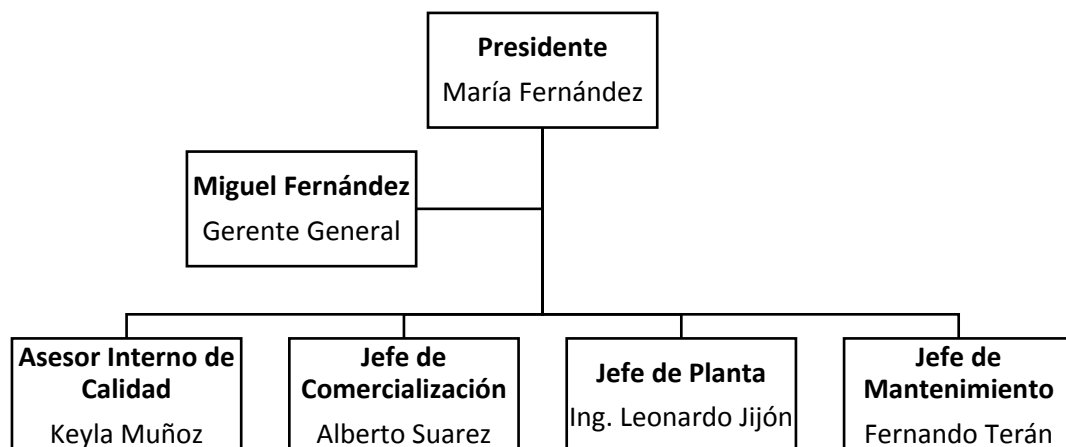 Presidente
María Fernández
Miguel Fernández
Gerente General
Asesor Interno de
Calidad
Keyla Muñoz
Jefe de
Comercialización
Alberto Suarez
Jefe de Planta
Ing. Leonardo Jijón
Jefe de
Mantenimiento
Fernando Terán